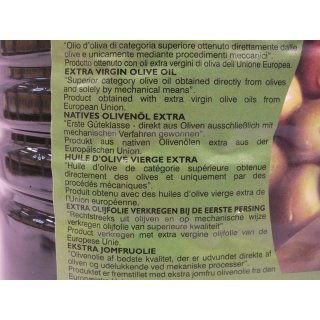 "Olio d'oliva di categoria superiore ottenuto direttamente dalle
olive e unicamente mediante procedimenti meccanici".
Prodotto ottenuto con oli extra vergini di oliva dell'Unione Europea.
EXTRA VIRGIN OLIVE OIL
"Superior category olive oil obtained directly from olives
and solely by mechanical means".
Product obtained with extra virgin olive oils from
European Union.
NATIVES OLIVENÖL EXTRA
"Erste Güteklasse - direkt aus Oliven ausschließlich mit
mechanischen Verfahren gewonnen".
Produkt aus nativen Olivenölen extra aus der
Europäischen Union.
HUILE D'OLIVE VIERGE EXTRA
"Huile d'olive de catégorie supérieure obtenue
directement des olives et uniquement par des
procédés mécaniques".
Produit obtenu avec des huiles d'olive vierge extra de
l'Union européenne.
EXTRA OLIJFOLIE VERKREGEN BIJ DE EERSTE PERSING
"Rechtstreeks uit olijven en op mechanische wijze
verkregen olijfolie van superieure kwaliteit"
Product verkregen met extra vergine olijfolie van de
Europese Unie.
EKSTRA JOMFRUOLIE
"Olivenolie af bedste kvalitet, der er udvundet direkte af
oliven og udelukkende ved mekaniske processer".
Produktet er fremstillet med ekstra jomfru olivenolie fra den